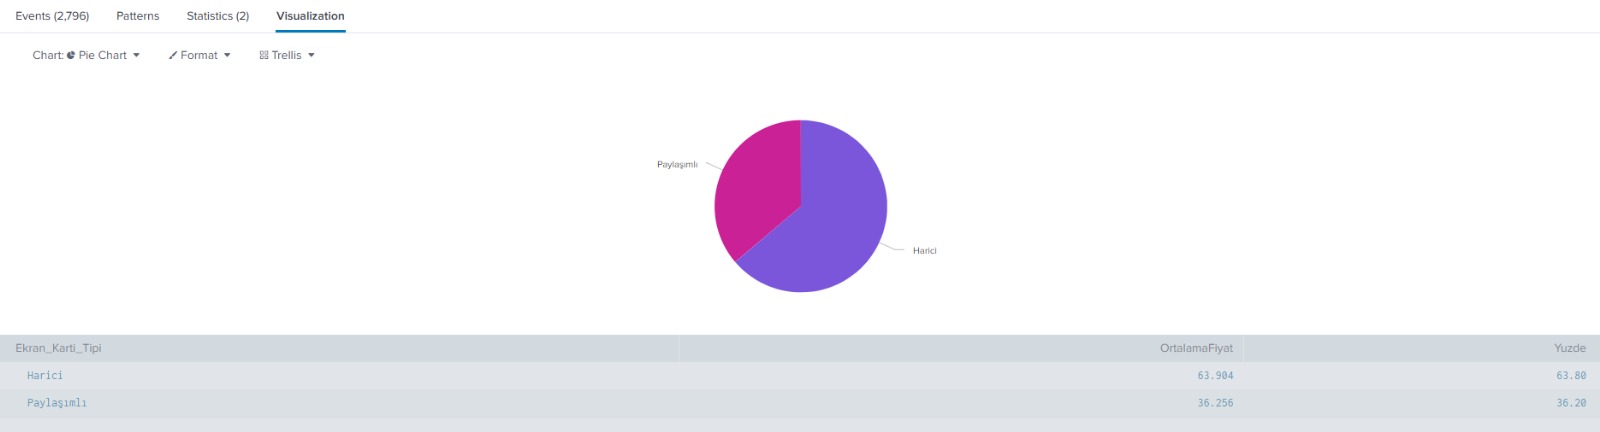 Events (2,796) Patterns Statistics (2) Visualization
Chart: Pie Chart Format Trellis
Paylaşımlı
Harici
Ekran_Karti_Tipi OrtalamaFiyat Yuzde
Harici 63.904 63.80
Paylaşımlı 36.256 36.20